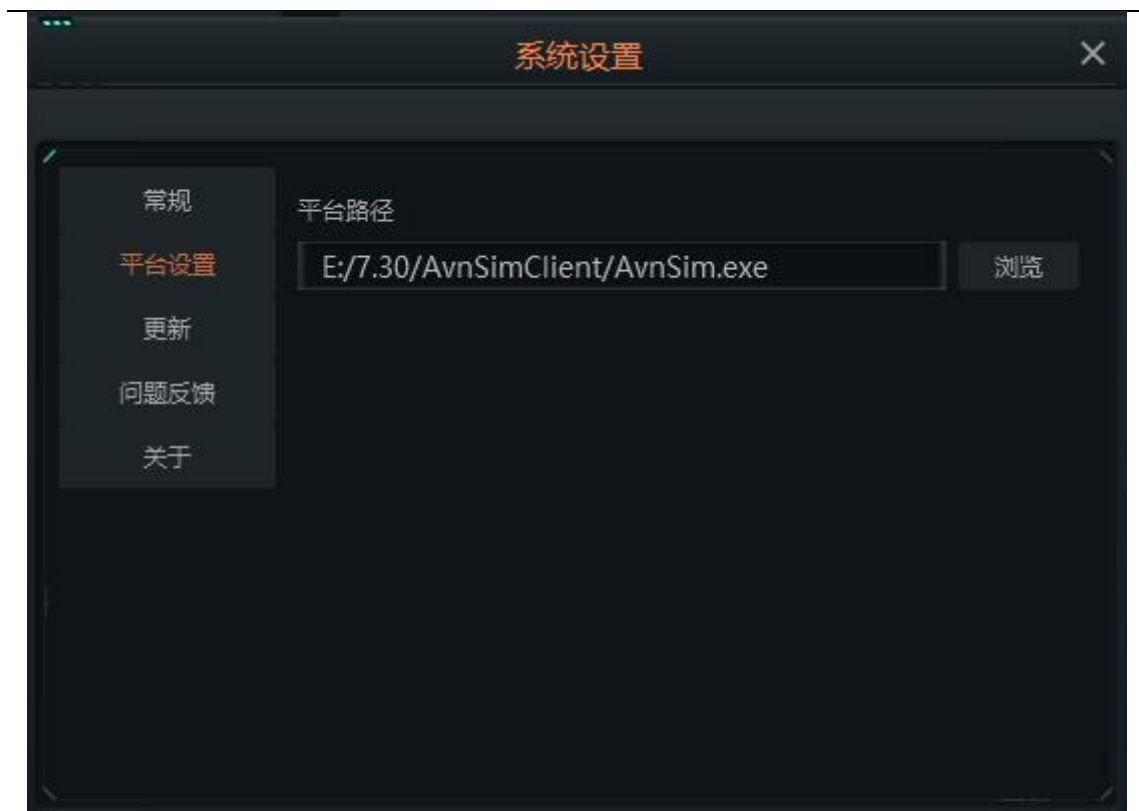 系统设置
常规
平台设置
更新
问题反馈
关于
平台路径
E:/7.30/AvnSimClient/AvnSim.exe
浏览